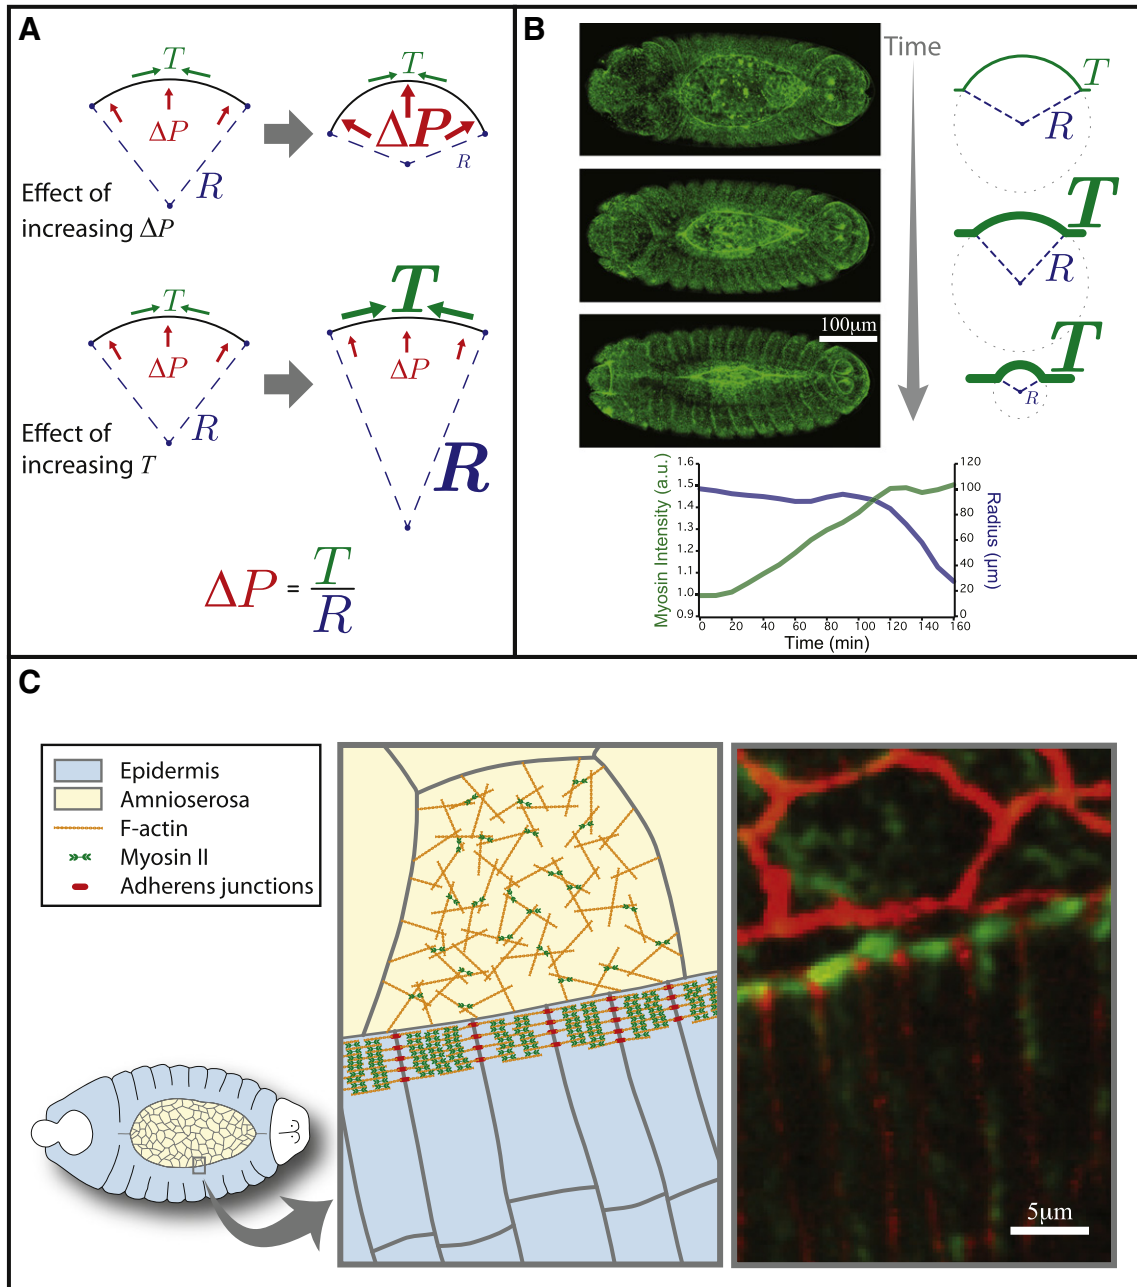 A
T
ΔP
R
T
ΔP
R
Effect of
increasing ΔP
T
ΔP
R
T
ΔP
R
Effect of
increasing T
ΔP = T
R
B
Time
100μm
T
R
T
R
T
R
Myosin Intensity (a.u.)
1.6
1.5
1.4
1.3
1.2
1.1
1.0
0.9
120
100
80
60
40
20
0
Radius (μm)
0 20 40 60 80 100 120 140 160
Time (min)
C
Epidermis
Amnioserosa
F-actin
Myosin II
Adherens junctions
5μm